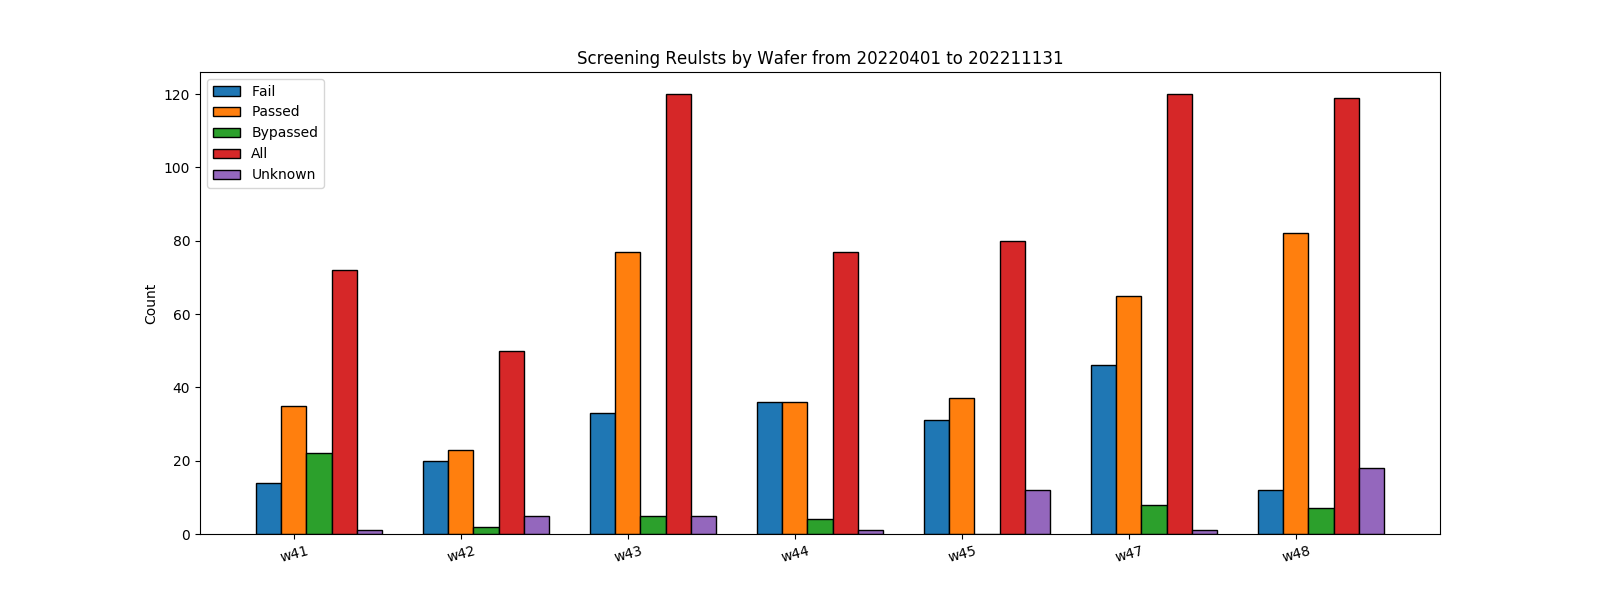 Screening Reulsts by Wafer from 20220401 to 202211131
Fail
Passed
Bypassed
All
Unknown
120
100
80
60
40
20
0
Count
w41 w42 w43 w44 w45 w47 w48